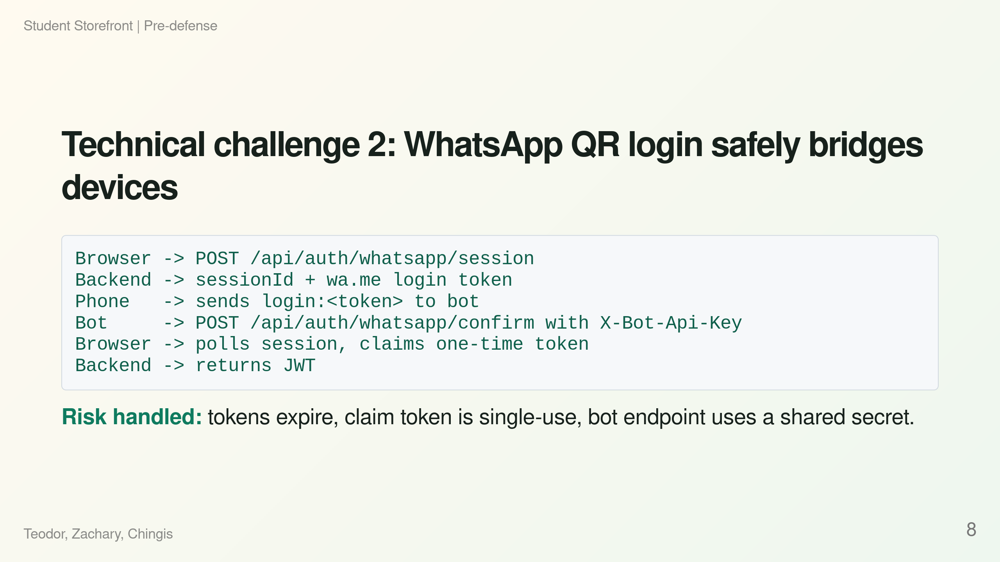 Student Storefront | Pre-defense
Technical challenge 2: WhatsApp QR login safely bridges
devices
Browser -> POST /api/auth/whatsapp/session
Backend -> sessionId + wa.me login token
Phone   -> sends login:<token> to bot
Bot     -> POST /api/auth/whatsapp/confirm with X-Bot-Api-Key
Browser -> polls session, claims one-time token
Backend -> returns JWT
Risk handled: tokens expire, claim token is single-use, bot endpoint uses a shared secret.
Teodor, Zachary, Chingis
8